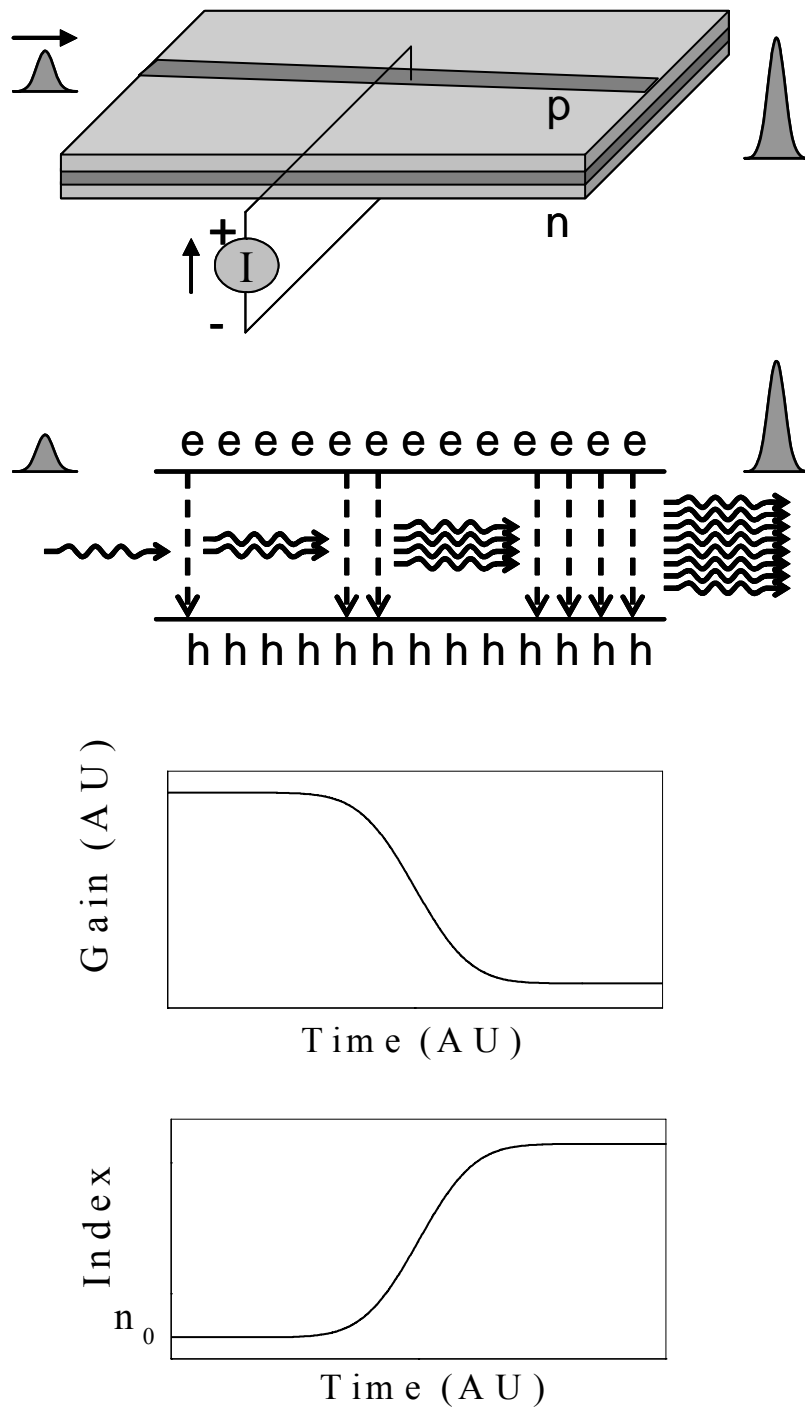 p
n
+
I
-
e e e e e e e e e e e e e
h h h h h h h h h h h h h
Gain (AU)
Time (AU)
Index
n0
Time (AU)